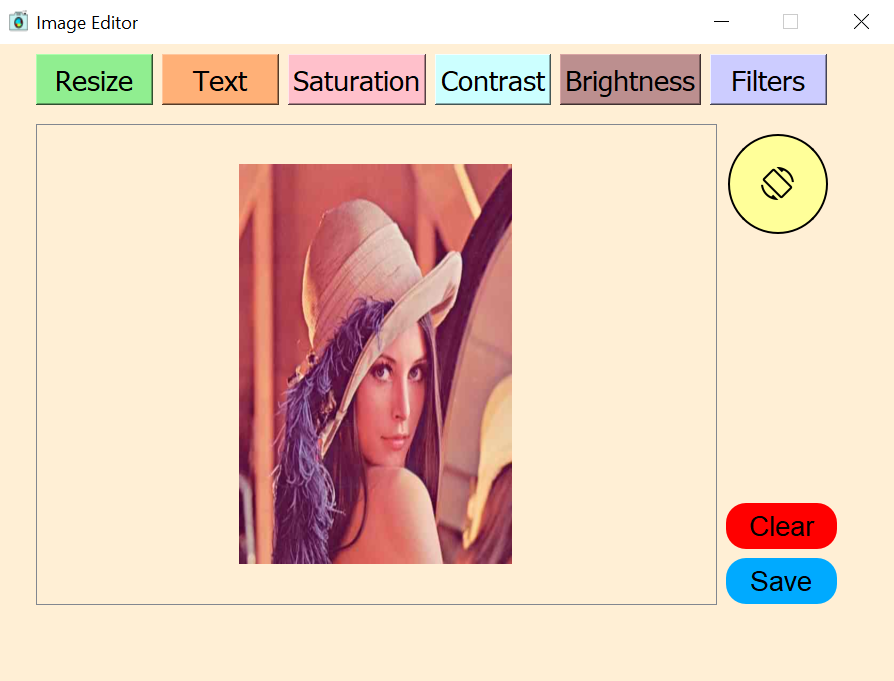 Image Editor
Resize Text Saturation Contrast Brightness Filters
Clear
Save